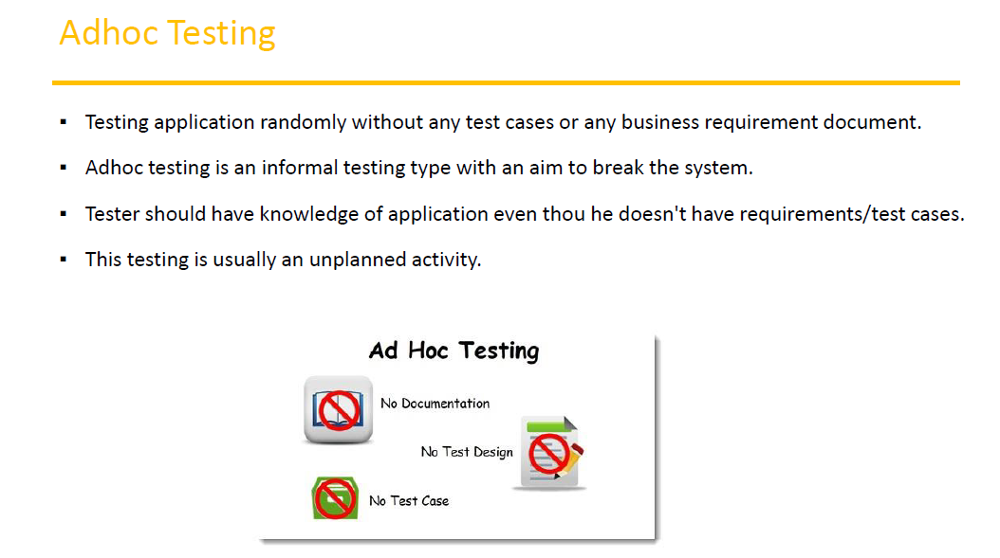 Adhoc Testing
▪ Testing application randomly without any test cases or any business requirement document.
▪ Adhoc testing is an informal testing type with an aim to break the system.
▪ Tester should have knowledge of application even thou he doesn't have requirements/test cases.
▪ This testing is usually an unplanned activity.
Ad Hoc Testing
No Documentation
No Test Design
No Test Case